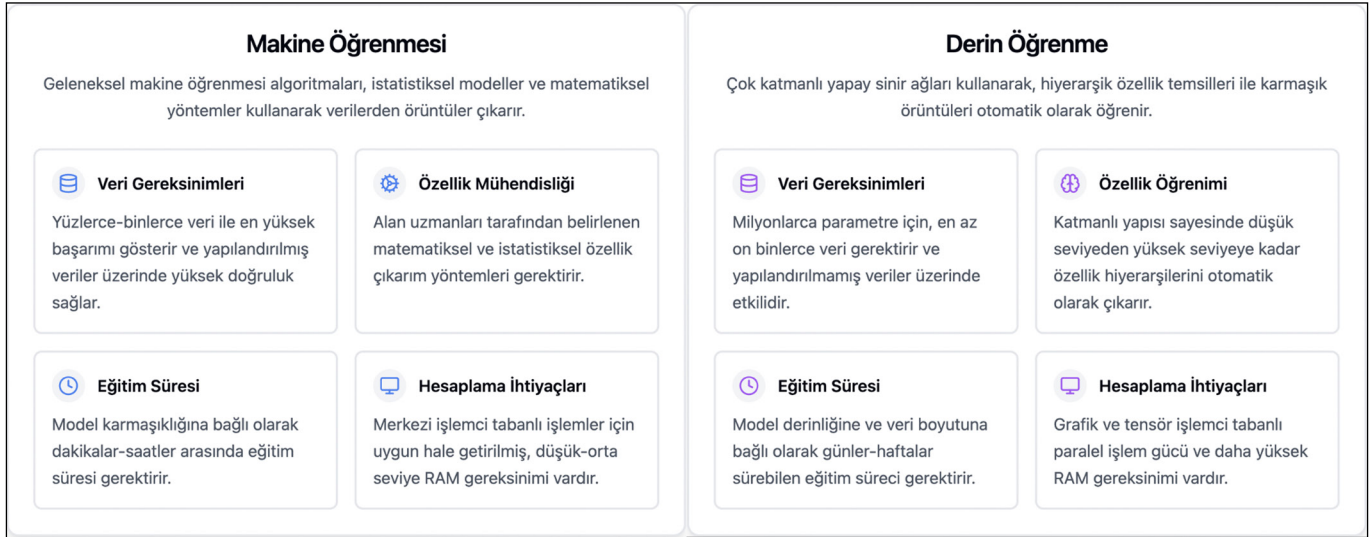 Makine Öğrenmesi
Geleneksel makine öğrenmesi algoritmaları, istatistiksel modeller ve matematiksel
yöntemler kullanarak verilerden örüntüler çıkarır.
Veri Gereksinimleri
Yüzlerce-binlerce veri ile en yüksek
başarımı gösterir ve yapılandırılmış
veriler üzerinde yüksek doğruluk
sağlar.
Özellik Mühendisliği
Alan uzmanları tarafından belirlenen
matematiksel ve istatistiksel özellik
çıkarım yöntemleri gerektirir.
Eğitim Süresi
Model karmaşıklığına bağlı olarak
dakikalar-saatler arasında eğitim
süresi gerektirir.
Hesaplama İhtiyaçları
Merkezi işlemci tabanlı işlemler için
uygun hale getirilmiş, düşük-orta
seviye RAM gereksinimi vardır.
Derin Öğrenme
Çok katmanlı yapay sinir ağları kullanarak, hiyerarşik özellik temsilleri ile karmaşık
örüntüleri otomatik olarak öğrenir.
Veri Gereksinimleri
Milyonlarca parametre için, en az
on binlerce veri gerektirir ve
yapılandırılmamış veriler üzerinde
etkilidir.
Özellik Öğrenimi
Katmanlı yapısı sayesinde düşük
seviyeden yüksek seviyeye kadar
özellik hiyerarşilerini otomatik
olarak çıkarır.
Eğitim Süresi
Model derinliğine ve veri boyutuna
bağlı olarak günler-haftalar
sürebilen eğitim süreci gerektirir.
Hesaplama İhtiyaçları
Grafik ve tensör işlemci tabanlı
paralel işlem gücü ve daha yüksek
RAM gereksinimi vardır.